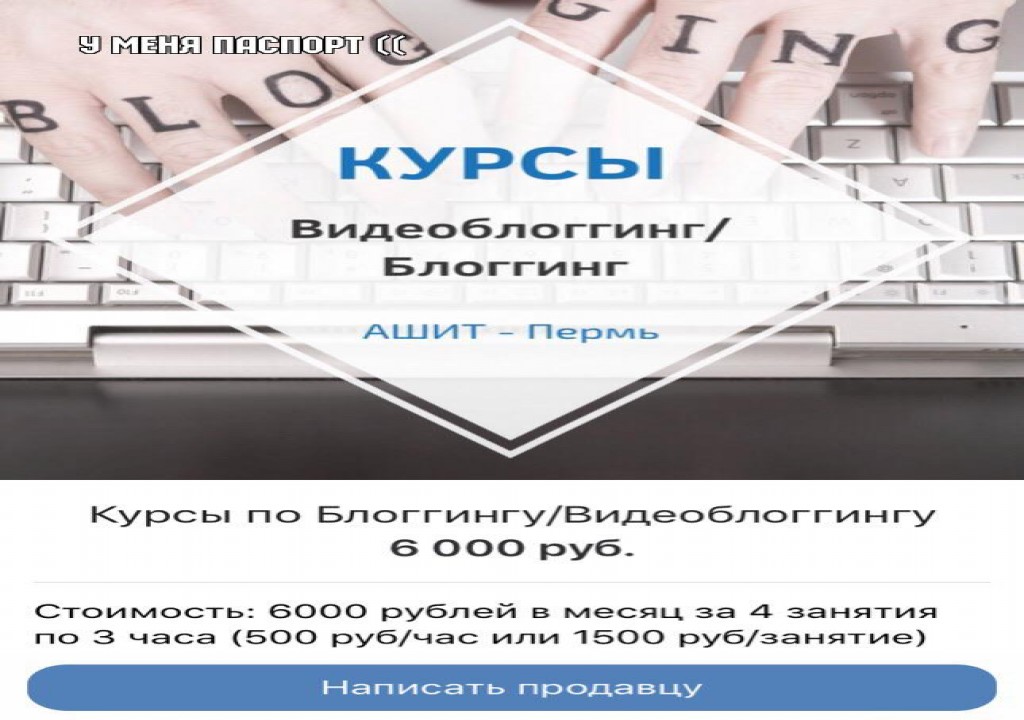 У МЕНЯ ПАСПОРТ ((
BLOGGING
КУРСЫ
Видеоблоггинг/
Блоггинг
АШИТ - Пермь
Курсы по Блоггингу/Видеоблоггингу
6 000 руб.
Стоимость: 6000 рублей в месяц за 4 занятия
по 3 часа (500 руб/час или 1500 руб/занятие)
Написать продавцу